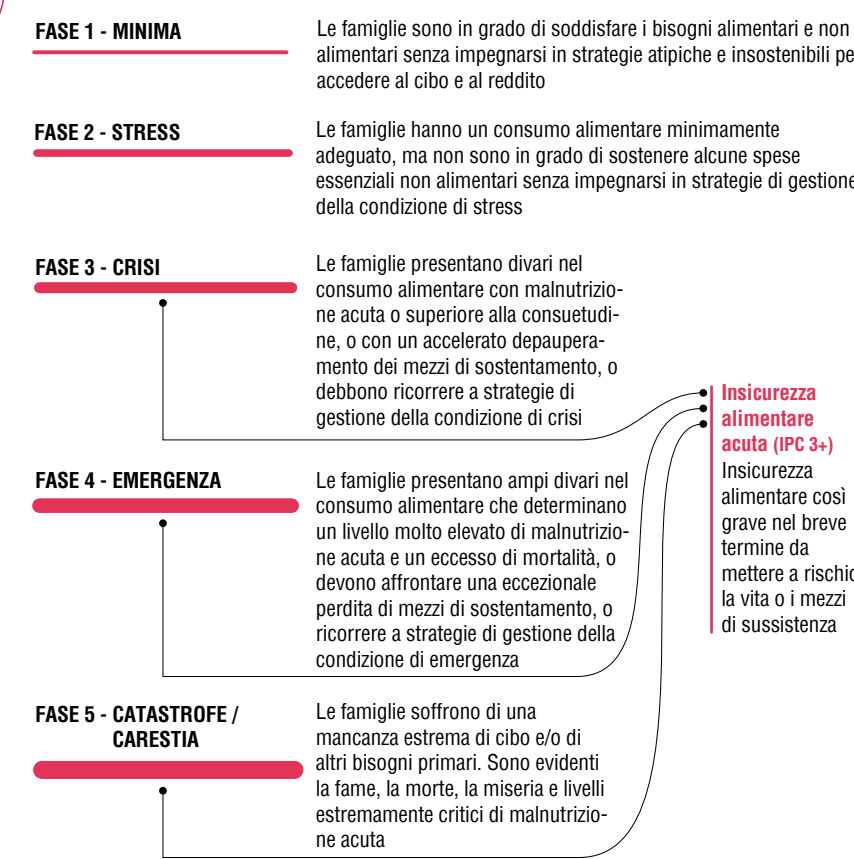 FASE 1 - MINIMA
Le famiglie sono in grado di soddisfare i bisogni alimentari e non
alimentari senza impegnarsi in strategie atipiche e insostenibili pe
accedere al cibo e al reddito
FASE 2 - STRESS
Le famiglie hanno un consumo alimentare minimamente
adeguato, ma non sono in grado di sostenere alcune spese
essenziali non alimentari senza impegnarsi in strategie di gestione
della condizione di stress
FASE 3 - CRISI
Le famiglie presentano divari nel
consumo alimentare con malnutrizio-
ne acuta o superiore alla consuetudi-
ne, o con un accelerato depaupera-
mento dei mezzi di sostentamento, o
debbono ricorrere a strategie di
gestione della condizione di crisi
FASE 4 - EMERGENZA
Le famiglie presentano ampi divari nel
consumo alimentare che determinano
un livello molto elevato di malnutrizio-
ne acuta e un eccesso di mortalità, o
devono affrontare una eccezionale
perdita di mezzi di sostentamento, o
ricorrere a strategie di gestione della
condizione di emergenza
FASE 5 - CATASTROFE /
CARESTIA
Le famiglie soffrono di una
mancanza estrema di cibo e/o di
altri bisogni primari. Sono evidenti
la fame, la morte, la miseria e livelli
estremamente critici di malnutrizio-
ne acuta
Insicurezza
alimentare
acuta (IPC 3+)
Insicurezza
alimentare così
grave nel breve
termine da
mettere a rischio
la vita o i mezzi
di sussistenza